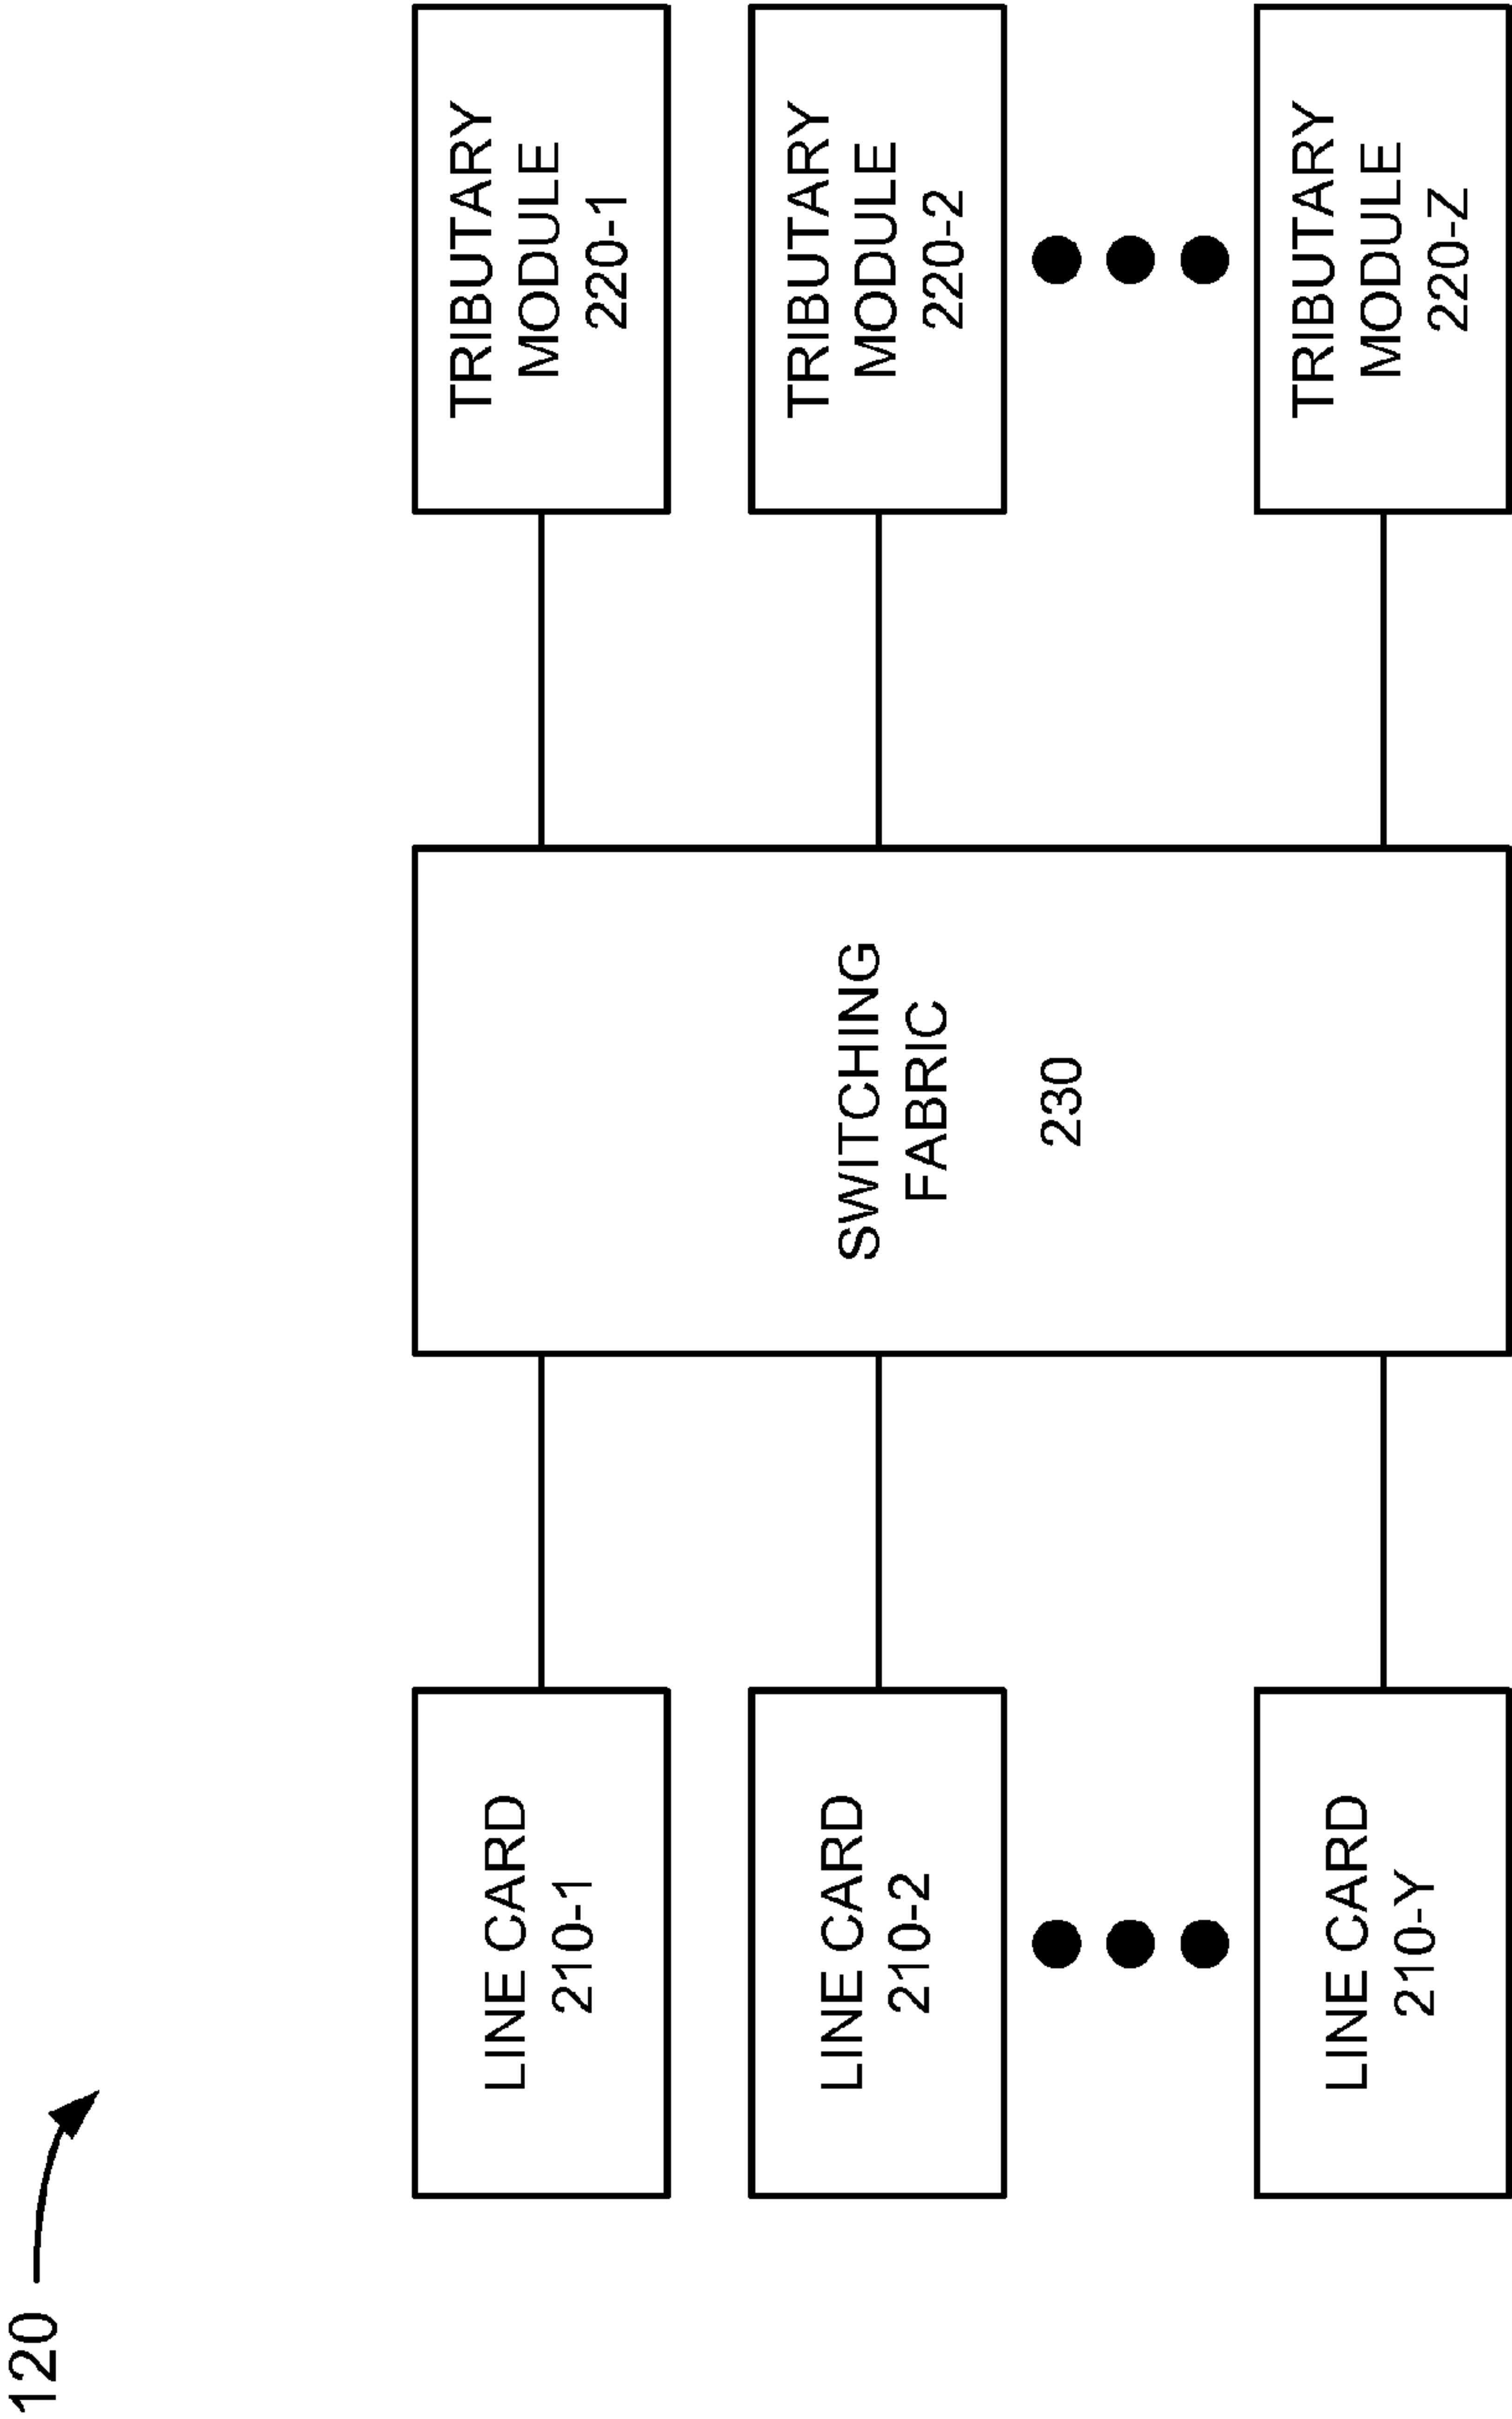 120
LINE CARD
210-1
LINE CARD
210-2
LINE CARD
210-Y
SWITCHING
FABRIC
230
TRIBUTARY
MODULE
220-1
TRIBUTARY
MODULE
220-2
TRIBUTARY
MODULE
220-Z